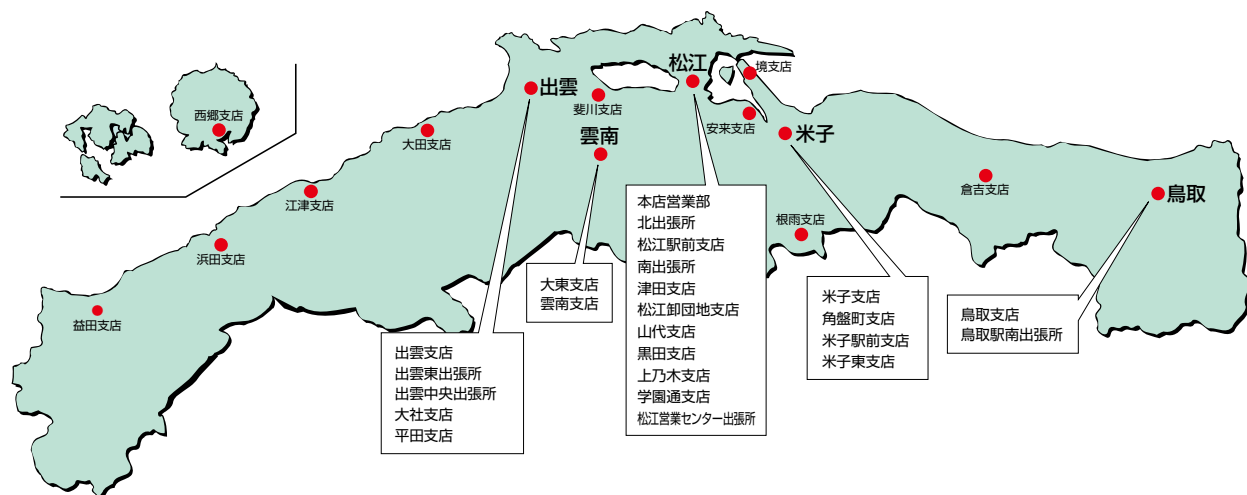 西郷支店
大田支店
江津支店
浜田支店
益田支店
出雲
斐川支店
雲南
松江
境支店
安来支店
米子
根雨支店
倉吉支店
鳥取
出雲支店
出雲東出張所
出雲中央出張所
大社支店
平田支店
大東支店
雲南支店
本店営業部
北出張所
松江駅前支店
南出張所
津田支店
松江卸団地支店
山代支店
黒田支店
上乃木支店
学園通支店
松江営業センター出張所
米子支店
角盤町支店
米子駅前支店
米子東支店
鳥取支店
鳥取駅南出張所